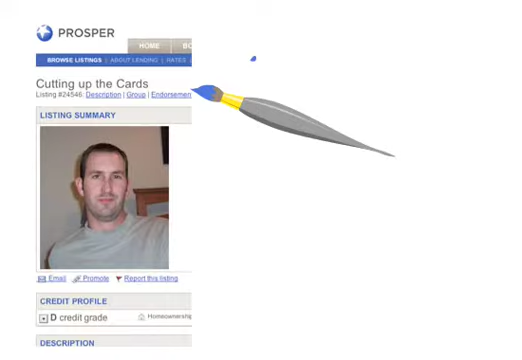 PROSPER
HOME
BROWSE LISTINGS | ABOUT LENDING | RATES
Cutting up the Cards
Listing #24546: Description | Group | Endorsemen
LISTING SUMMARY
Email Promote Report this listing
CREDIT PROFILE
D credit grade Homeownership
DESCRIPTION